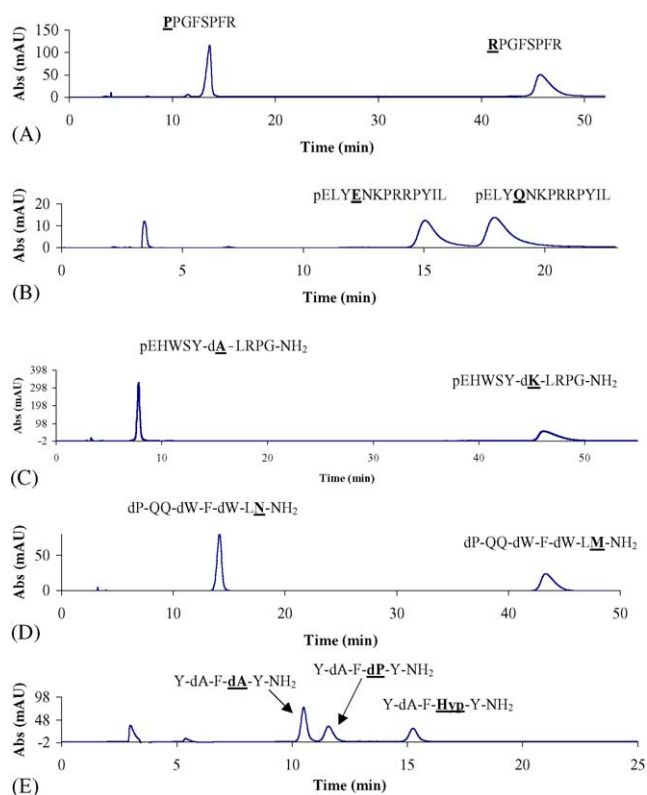 PPGFSPFR
RPGFSPFR
Abs (mAU)
150
100
50
0
0 10 20 30 40 50
(A)
Time (min)
pELYENKPRRPYIL pELYQNKPRRPYIL
Abs (mAU)
20
10
0
0 5 10 15 20
(B)
Time (min)
pEHWSY-dA-LRPG-NH2
pEHWSY-dK-LRPG-NH2
Abs (mAU)
398
298
198
98
-2
0 10 20 30 40 50
(C)
Time (min)
dP-QQ-dW-F-dW-LN-NH2
dP-QQ-dW-F-dW-LM-NH2
Abs (mAU)
50
0
0 10 20 30 40 50
(D)
Time (min)
Y-dA-F-dA-Y-NH2
Y-dA-F-dP-Y-NH2
Y-dA-F-Hyp-Y-NH2
Abs (mAU)
98
48
-2
0 5 10 15 20 25
(E)
Time (min)